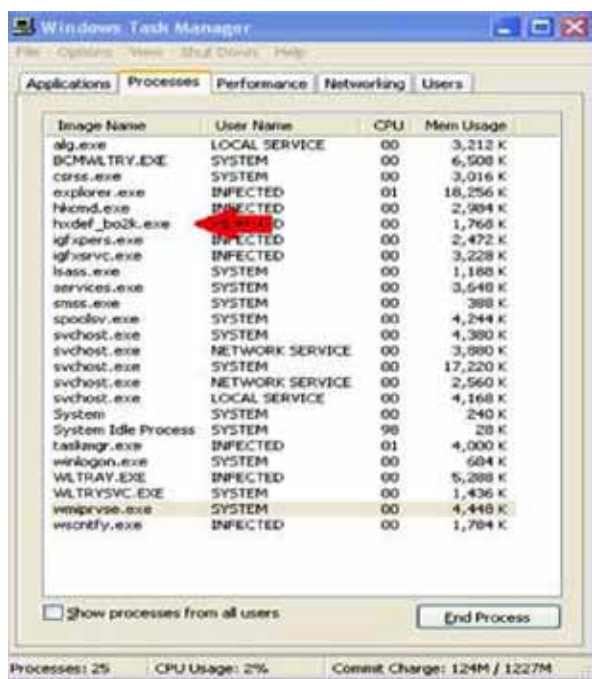 Windows Task Manager
File Options View Shut Down Help
Applications Processes Performance Networking Users
Image Name User Name CPU Mem Usage
alg.exe LOCAL SERVICE 00 3,212 K
BCMWLTRY.EXE SYSTEM 00 6,508 K
csrss.exe SYSTEM 00 3,016 K
explorer.exe INFECTED 01 18,256 K
hkcmd.exe INFECTED 00 2,984 K
hxdef_bo2k.exe 00 1,768 K
igfxpers.exe INFECTED 00 2,472 K
igfxsrvc.exe INFECTED 00 3,228 K
lsass.exe SYSTEM 00 1,188 K
services.exe SYSTEM 00 3,648 K
smss.exe SYSTEM 00 388 K
spoolsv.exe SYSTEM 00 4,244 K
svchost.exe SYSTEM 00 4,380 K
svchost.exe NETWORK SERVICE 00 3,880 K
svchost.exe SYSTEM 00 17,220 K
svchost.exe NETWORK SERVICE 00 2,560 K
svchost.exe LOCAL SERVICE 00 4,168 K
System SYSTEM 00 240 K
System Idle Process SYSTEM 98 28 K
taskmgr.exe INFECTED 01 4,000 K
winlogon.exe SYSTEM 00 684 K
WLTRAY.EXE INFECTED 00 5,288 K
WLTRYSVC.EXE SYSTEM 00 1,436 K
wmiprvse.exe SYSTEM 00 4,448 K
wscntfy.exe INFECTED 00 1,784 K
Show processes from all users End Process
Processes: 25 CPU Usage: 2% Commit Charge: 124M / 1227M